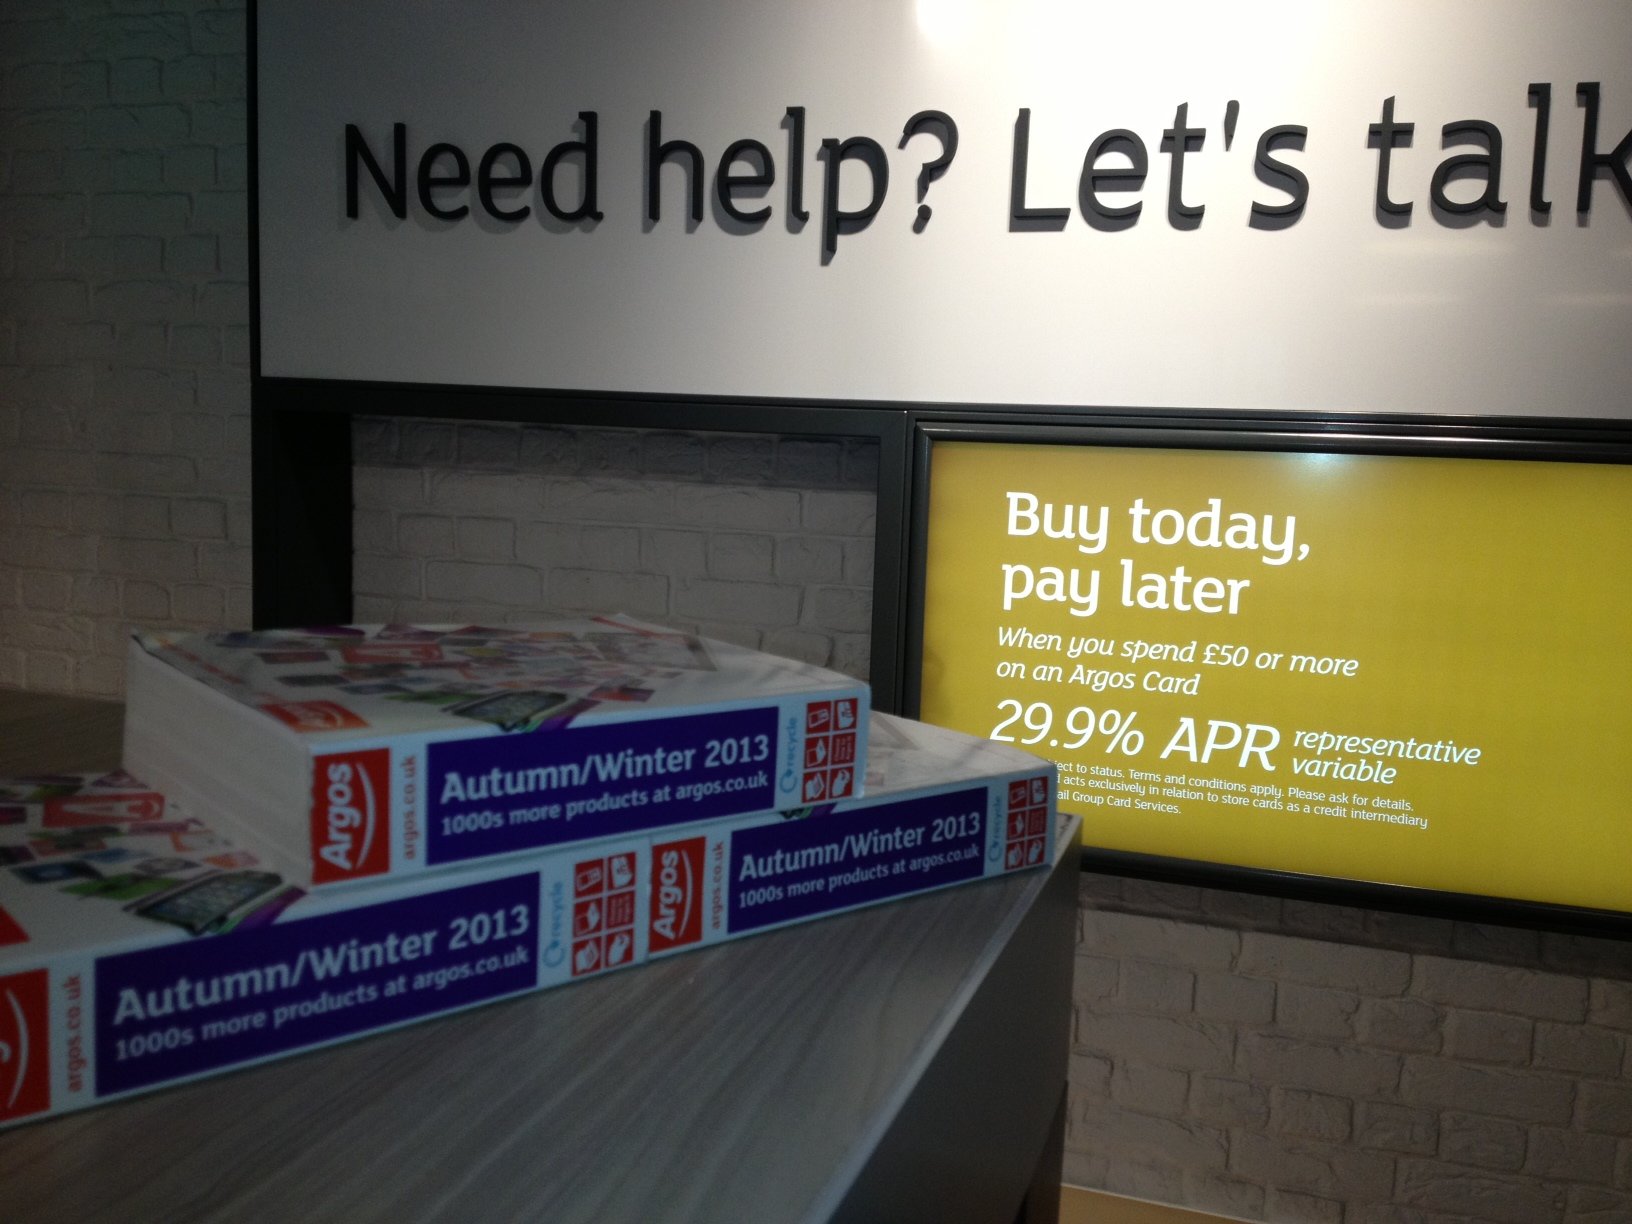 Need help? Let's talk
Buy today,
pay later
When you spend £50 or more
on an Argos Card
29.9% APR representative
variable
to status. Terms and conditions apply. Please ask for details.
acts exclusively in relation to store cards as a credit intermediary
Group Card Services.
Argos
argos.co.uk
Autumn/Winter 2013
1000s more products at argos.co.uk
recycle
Argos
argos.co.uk
Autumn/Winter 2013
1000s more products at argos.co.uk
recycle
argos.co.uk
Autumn/Winter 2013
1000s more products at argos.co.uk
recycle